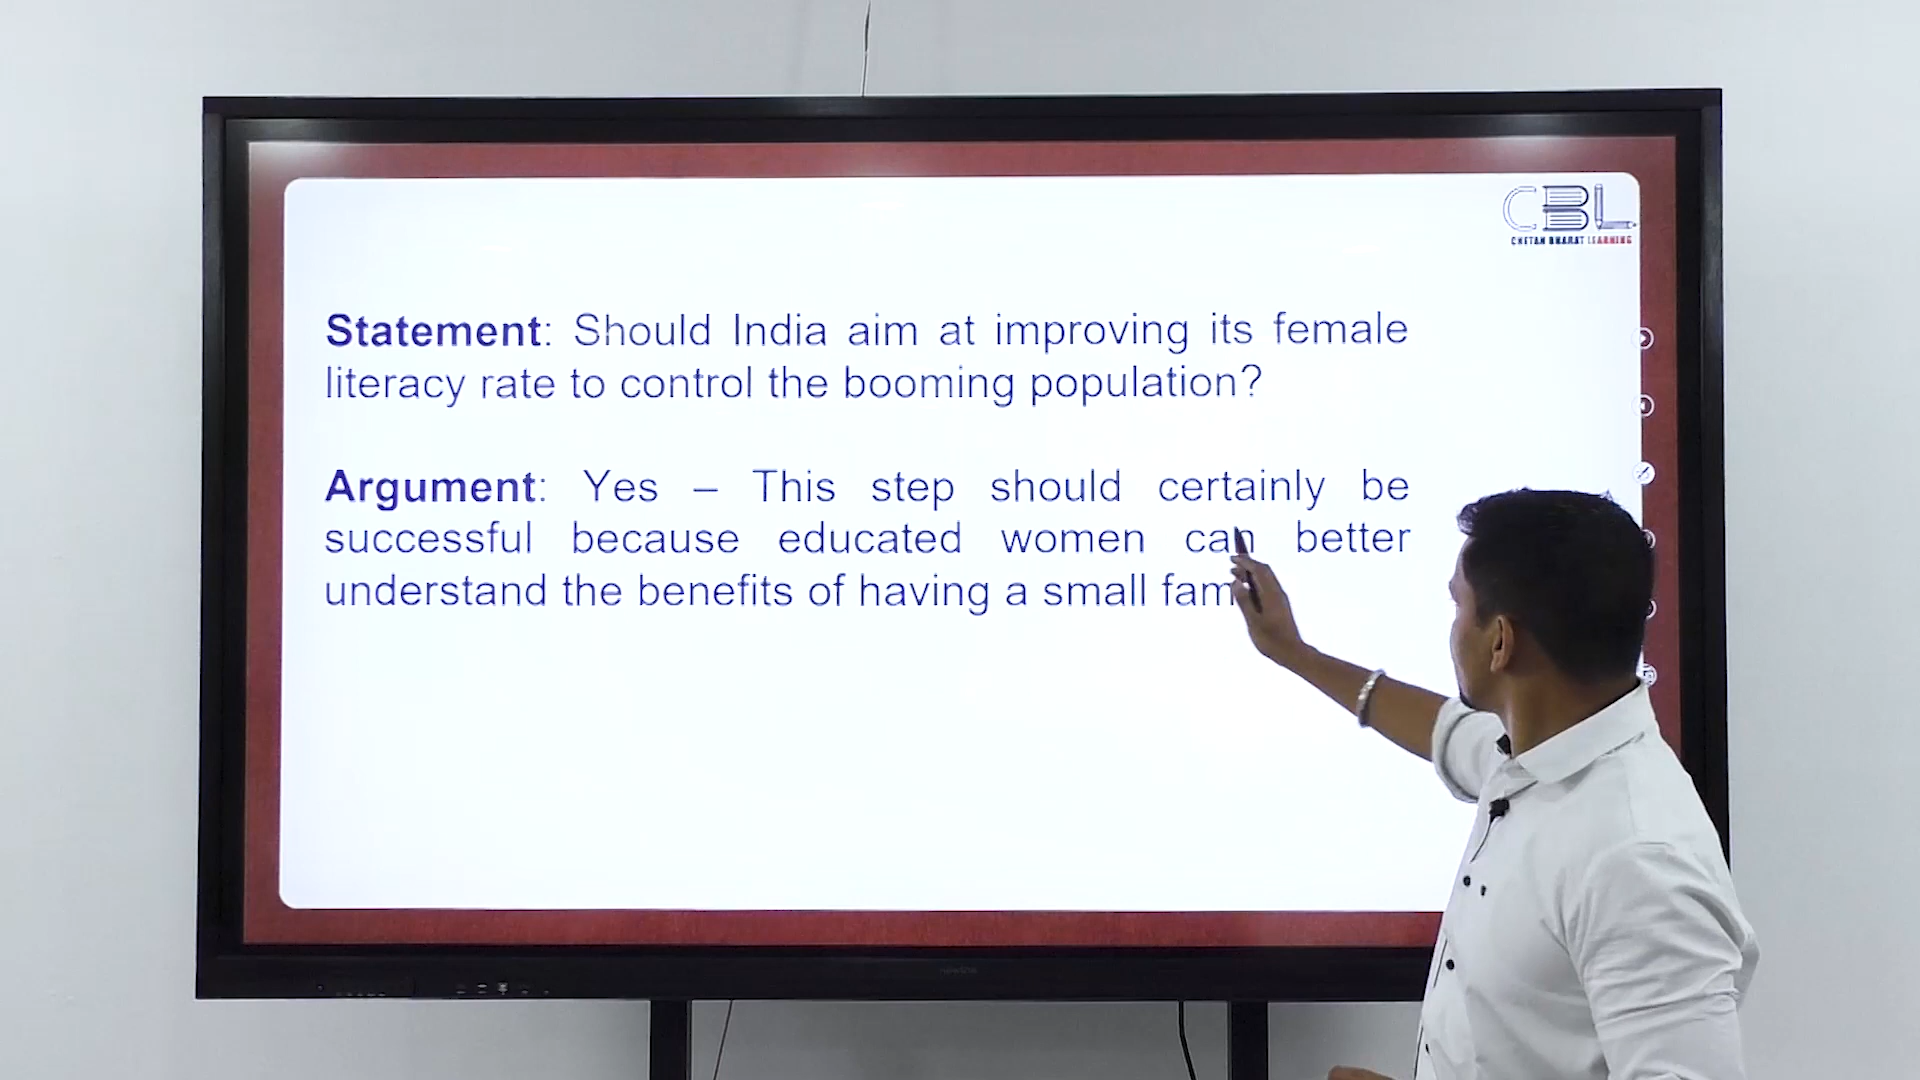 CBL
CHETAN BHARAT LEARNING
Statement: Should India aim at improving its female
literacy rate to control the booming population?
Argument: Yes – This step should certainly be
successful because educated women can better
understand the benefits of having a small fam